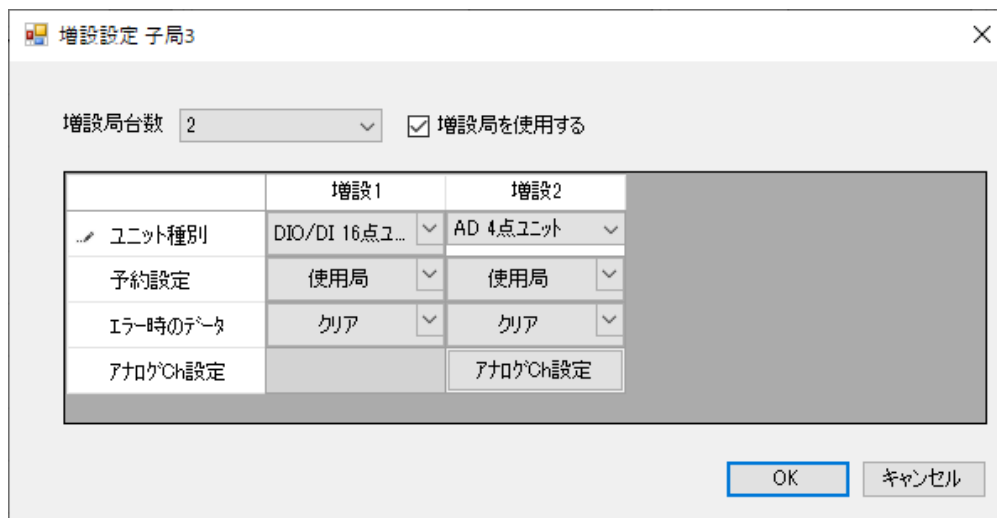 増設設定 子局3
増設局台数 2 増設局を使用する
増設1 増設2
ユニット種別 DIO/DI 16点ユ... AD 4点ユニット
予約設定 使用局 使用局
エラー時のデータ クリア クリア
アナログCh設定 アナログCh設定
OK キャンセル